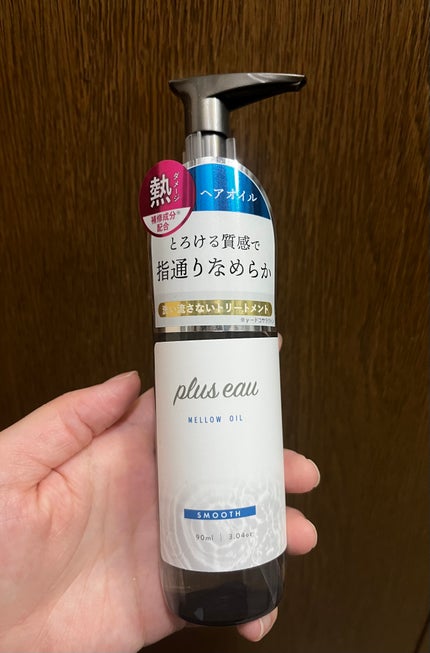 熱
ダメージ
補修成分※
配合
ヘアオイル
とろける質感で
指通りなめらか
洗い流さないトリートメント
plus eau
MELLOW OIL
SMOOTH
90ml | 3.04oz